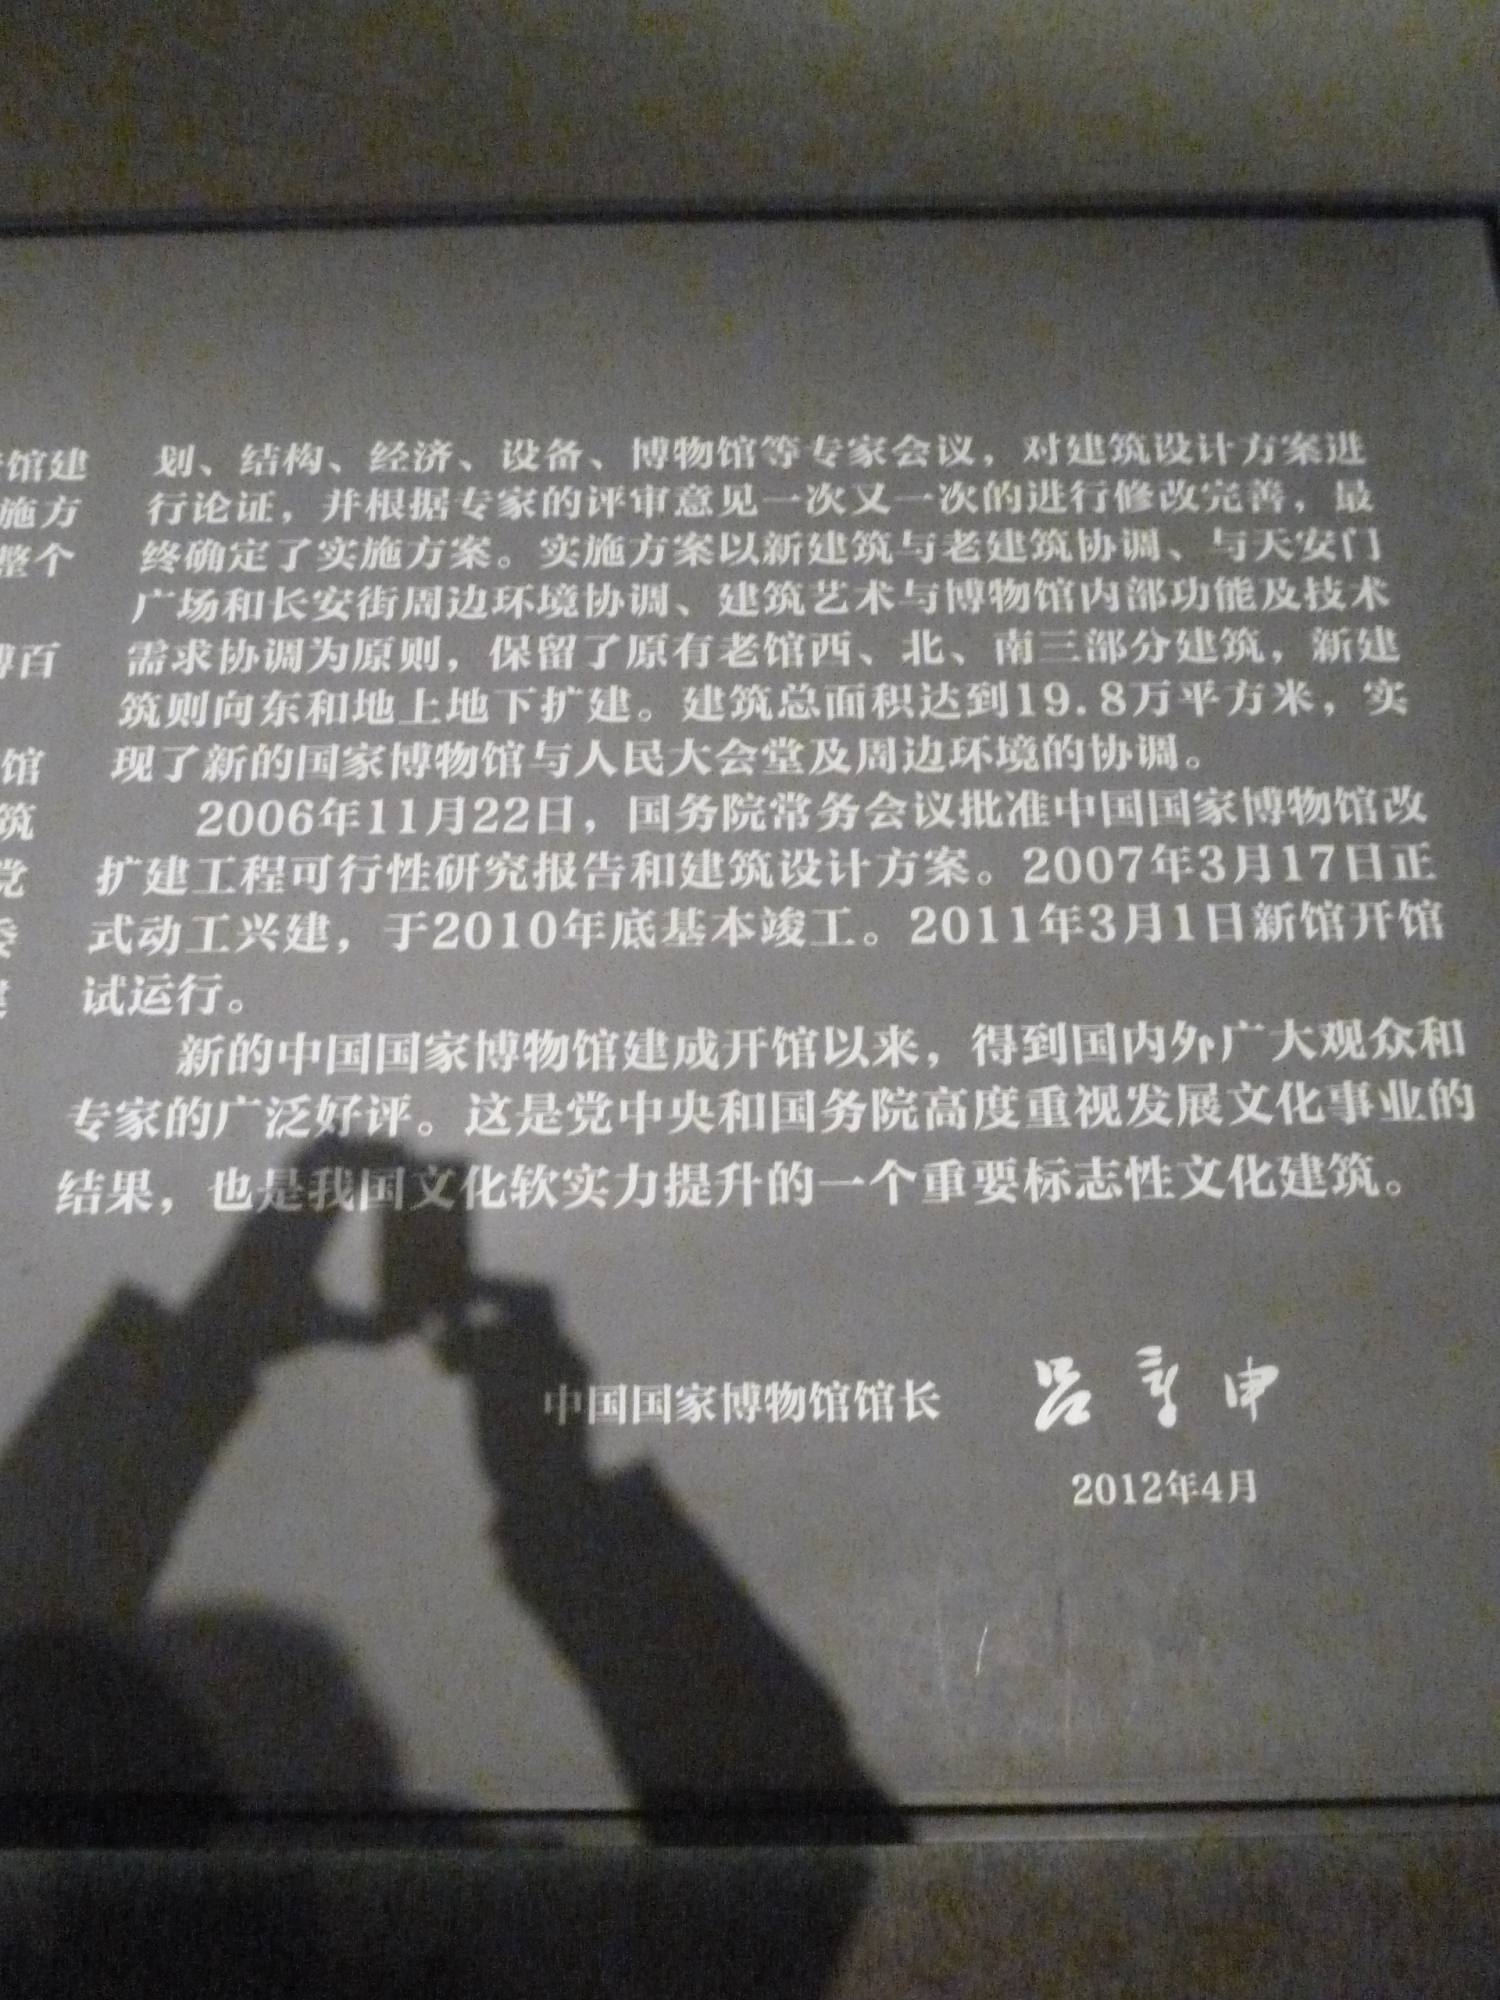 馆建
施方
整个
博百
馆
筑
党
委
建
划、结构、经济、设备、博物馆等专家会议，对建筑设计方案进
行论证，并根据专家的评审意见一次又一次的进行修改完善，最
终确定了实施方案。实施方案以新建筑与老建筑协调、与天安门
广场和长安街周边环境协调、建筑艺术与博物馆内部功能及技术
需求协调为原则，保留了原有老馆西、北、南三部分建筑，新建
筑则向东和地上地下扩建。建筑总面积达到19.8万平方米，实
现了新的国家博物馆与人民大会堂及周边环境的协调。
2006年11月22日，国务院常务会议批准中国国家博物馆改
扩建工程可行性研究报告和建筑设计方案。2007年3月17日正
式动工兴建，于2010年底基本竣工。2011年3月1日新馆开馆
试运行。
新的中国国家博物馆建成开馆以来，得到国内外广大观众和
专家的广泛好评。这是党中央和国务院高度重视发展文化事业的
结果，也是我国文化软实力提升的一个重要标志性文化建筑。
中国国家博物馆馆长 吕章申
2012年4月